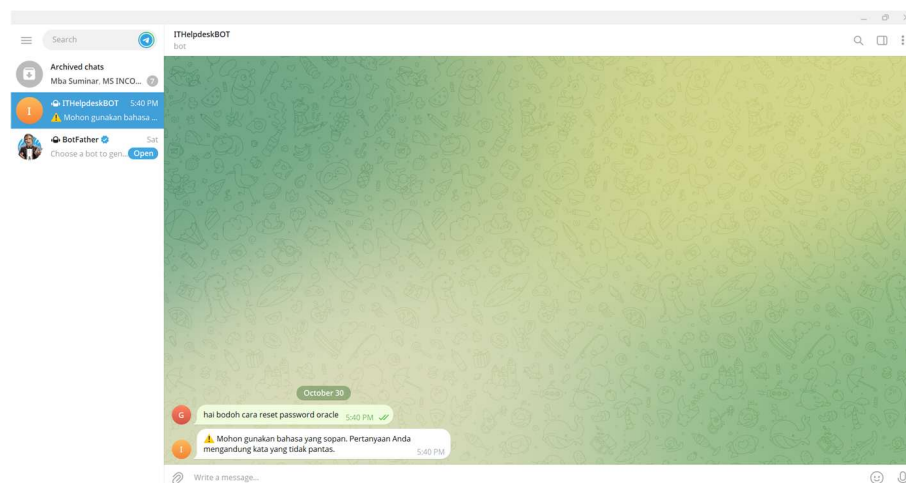 Search
Archived chats
Mba Suminar, MS INCO... 7
ITHelpdeskBOT 5:40 PM
⚠️ Mohon gunakan bahasa ...
BotFather Sat
Choose a bot to gen... Open
ITHelpdeskBOT
bot
October 30
G
hai bodoh cara reset password oracle 5:40 PM
I
⚠️ Mohon gunakan bahasa yang sopan. Pertanyaan Anda
mengandung kata yang tidak pantas. 5:40 PM
I
Write a message...